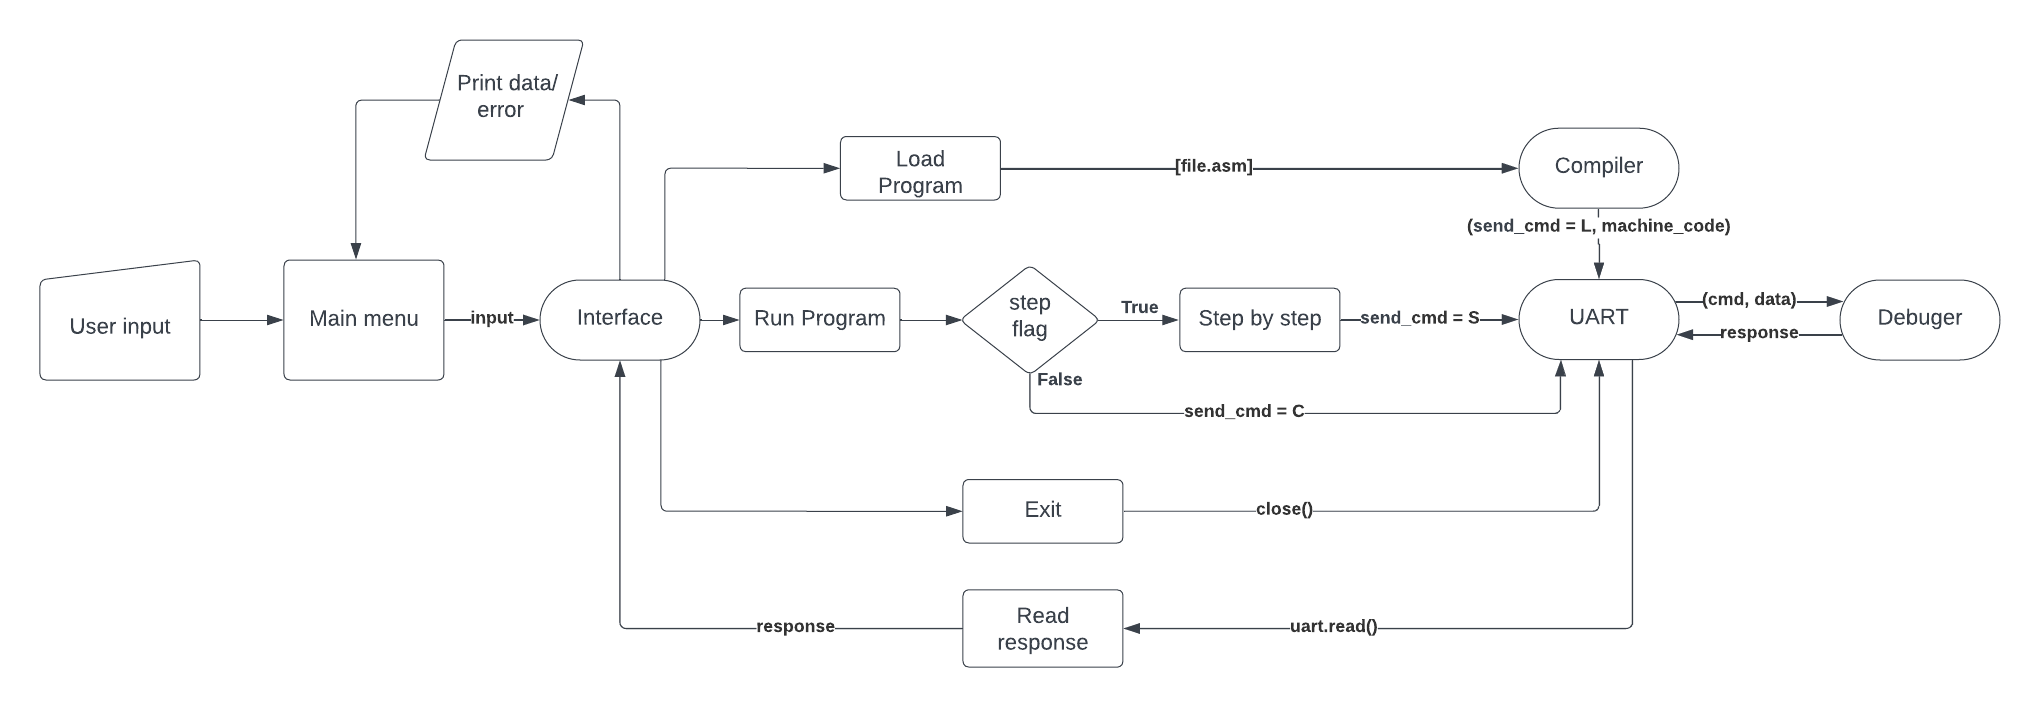 Print data/
error
Load
Program
[file.asm]
Compiler
(send_cmd = L, machine_code)
User input
Main menu
input
Interface
Run Program
step
flag
True
False
Step by step
send_cmd = S
UART
(cmd, data)
response
Debuger
send_cmd = C
Exit
close()
Read
response
response
uart.read()